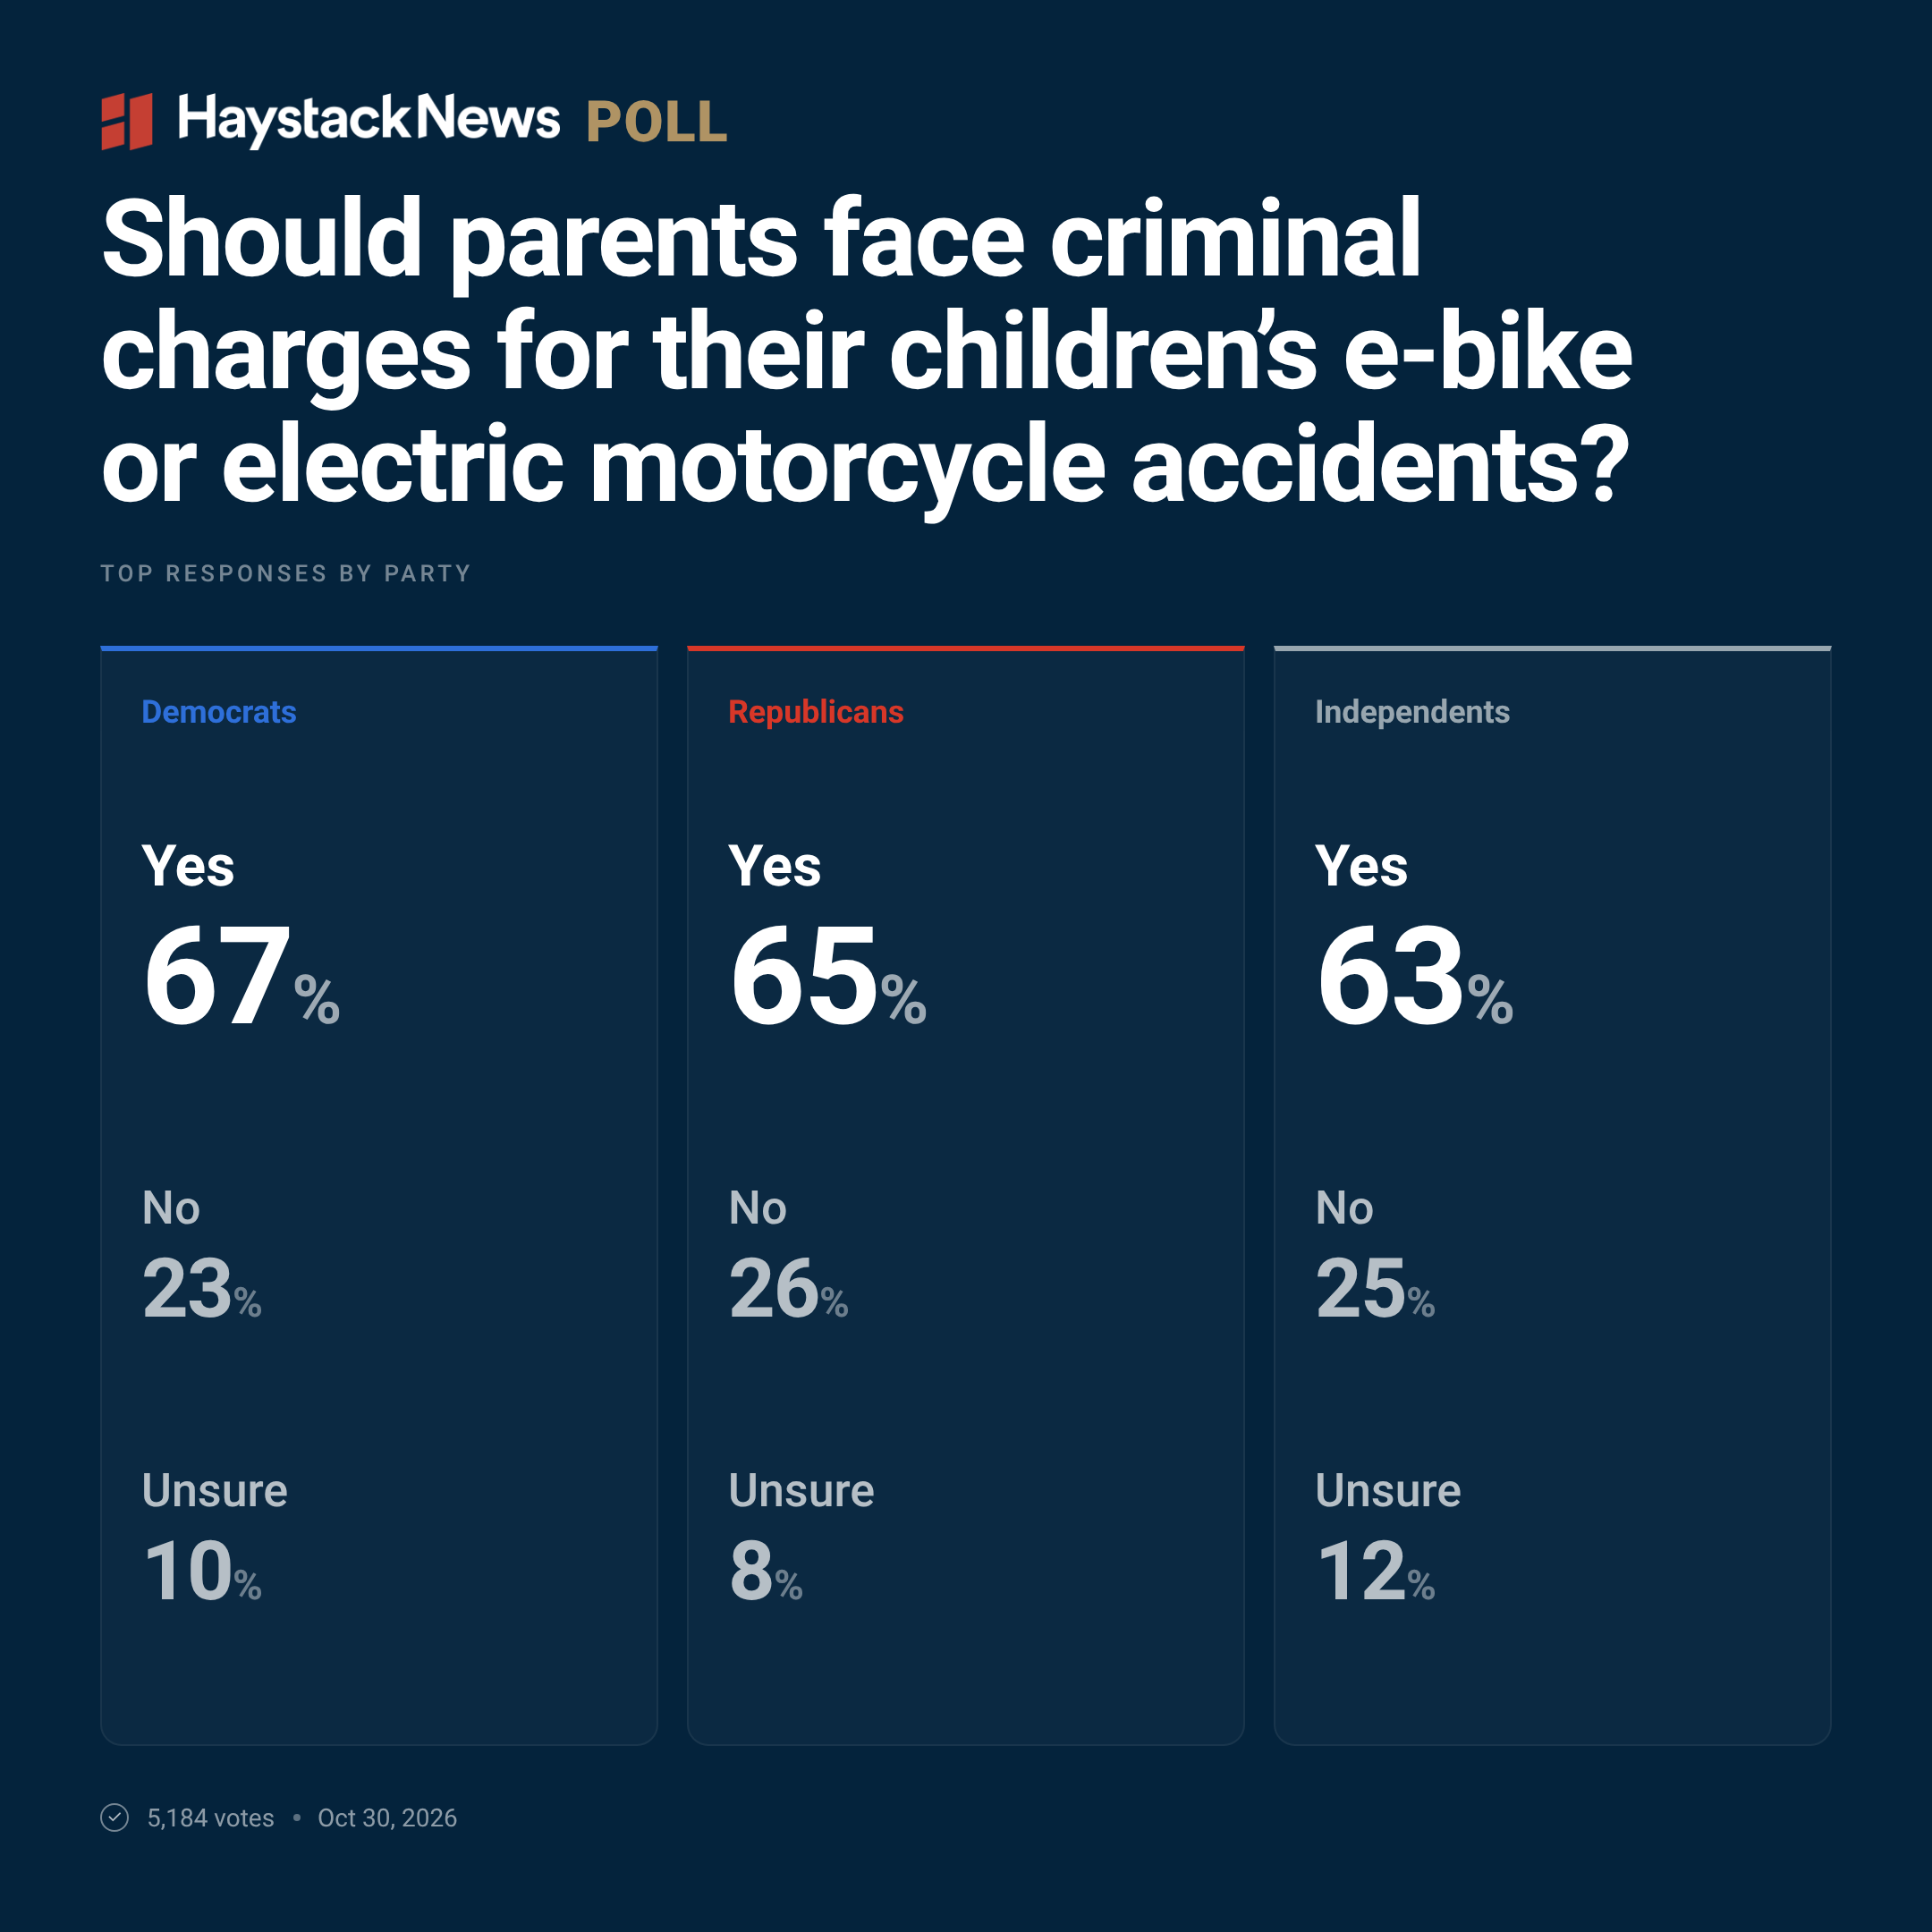 HaystackNews POLL
Should parents face criminal
charges for their children’s e-bike
or electric motorcycle accidents?
TOP RESPONSES BY PARTY
Democrats
Yes
67%
No
23%
Unsure
10%
Republicans
Yes
65%
No
26%
Unsure
8%
Independents
Yes
63%
No
25%
Unsure
12%
5,184 votes • Oct 30, 2026